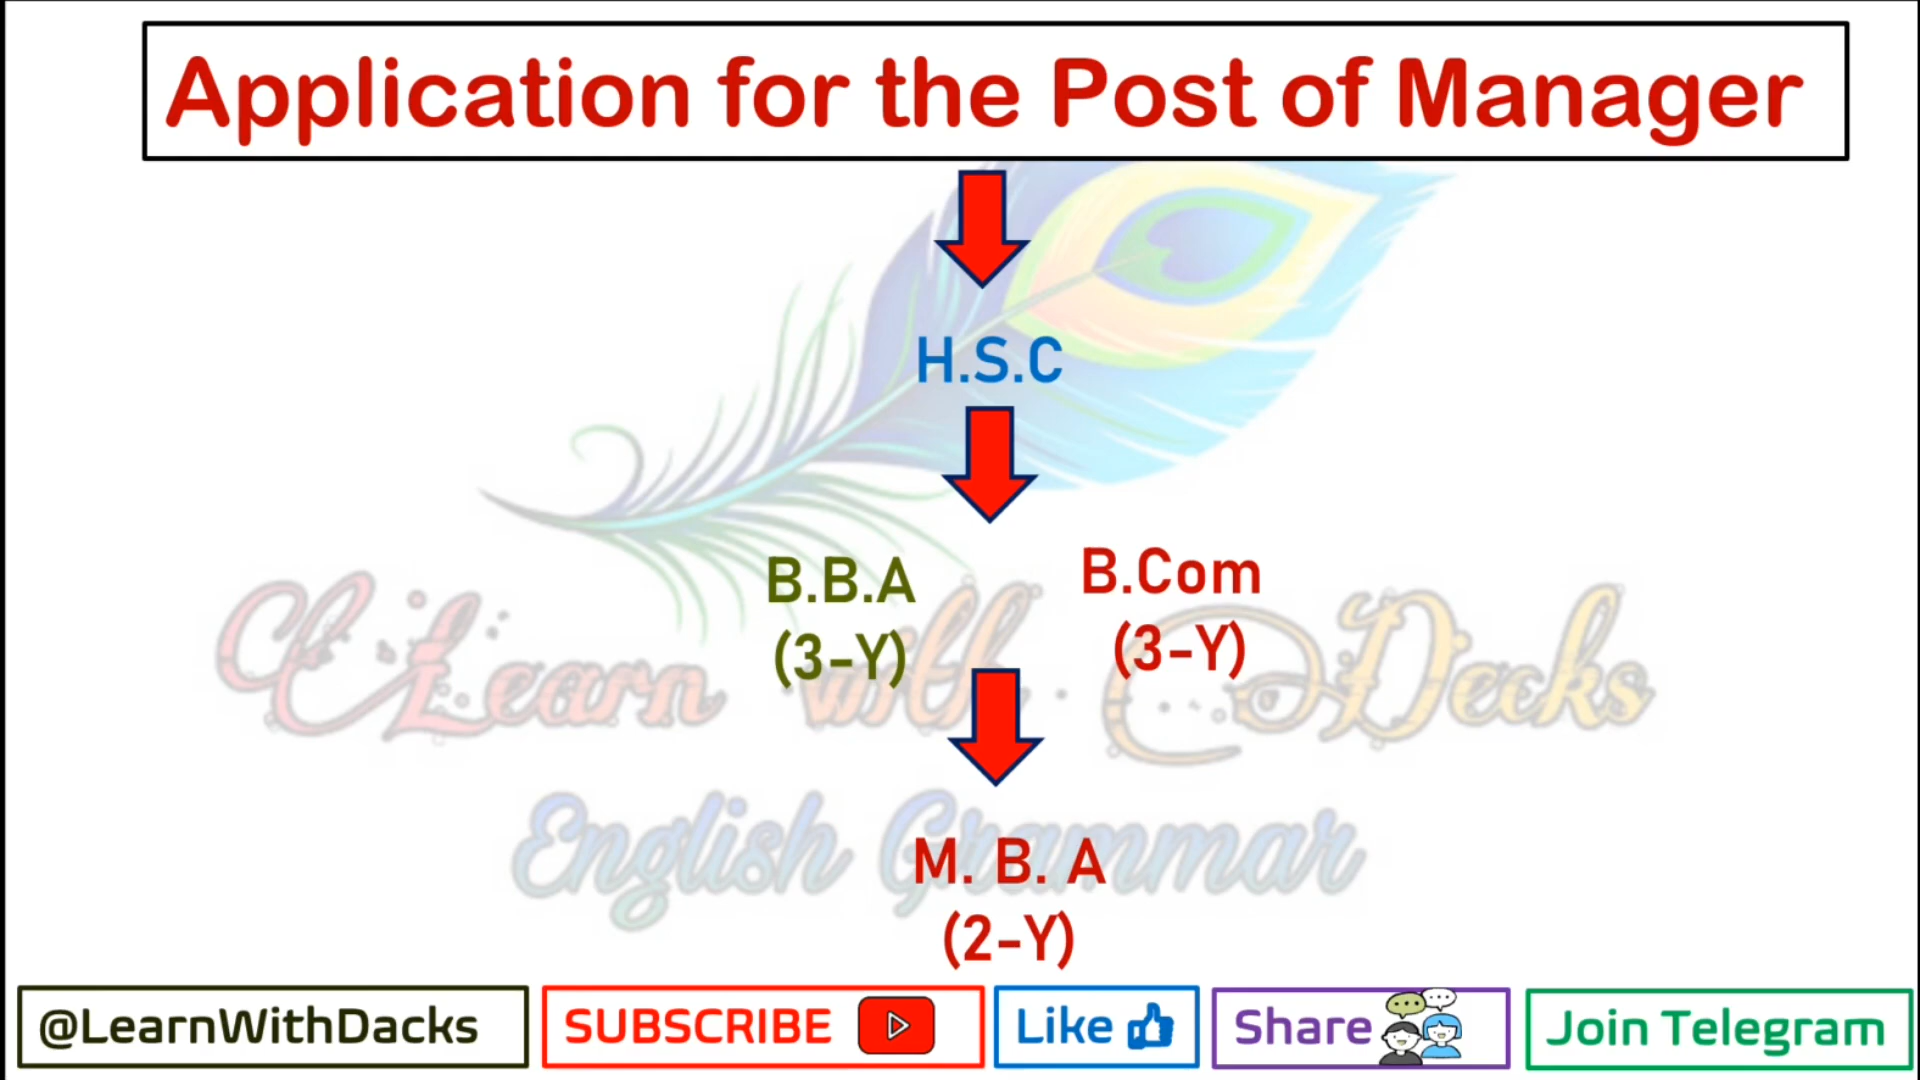 Application for the Post of Manager
H.S.C
B.B.A
(3-Y)
B.Com
(3-Y)
Learn with Dacks
English Grammar
M. B. A
(2-Y)
@LearnWithDacks
SUBSCRIBE
Like
Share
Join Telegram